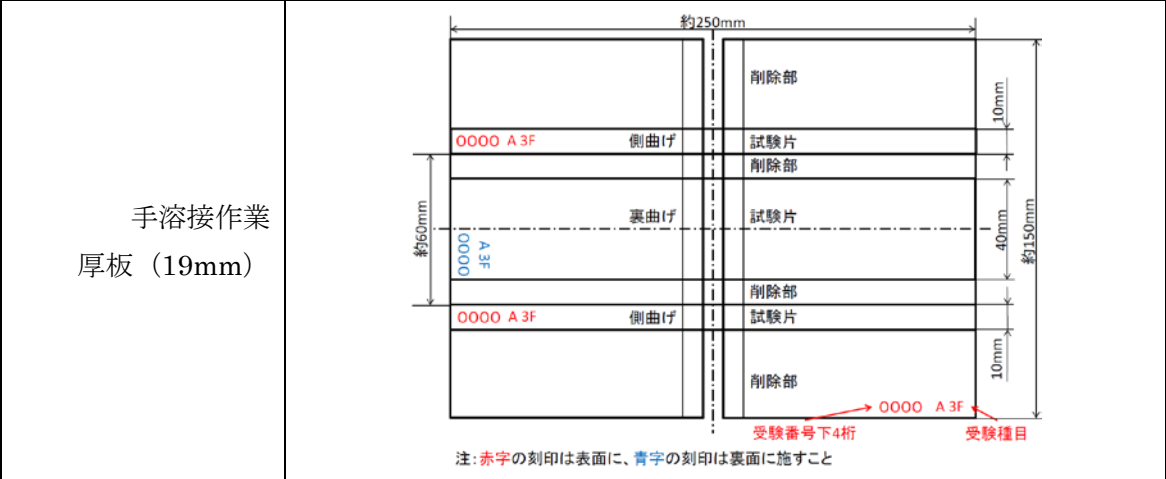 手溶接作業
厚板（19mm）
約250mm
削除部
10mm
OOOO A 3F 側曲げ 試験片
削除部
約60mm
裏曲げ 試験片
40mm
約150mm
A 3F
OOOO
削除部
OOOO A 3F 側曲げ 試験片
10mm
削除部
OOOO A 3F
受験番号下4桁 受験種目
注：赤字の刻印は表面に、青字の刻印は裏面に施すこと